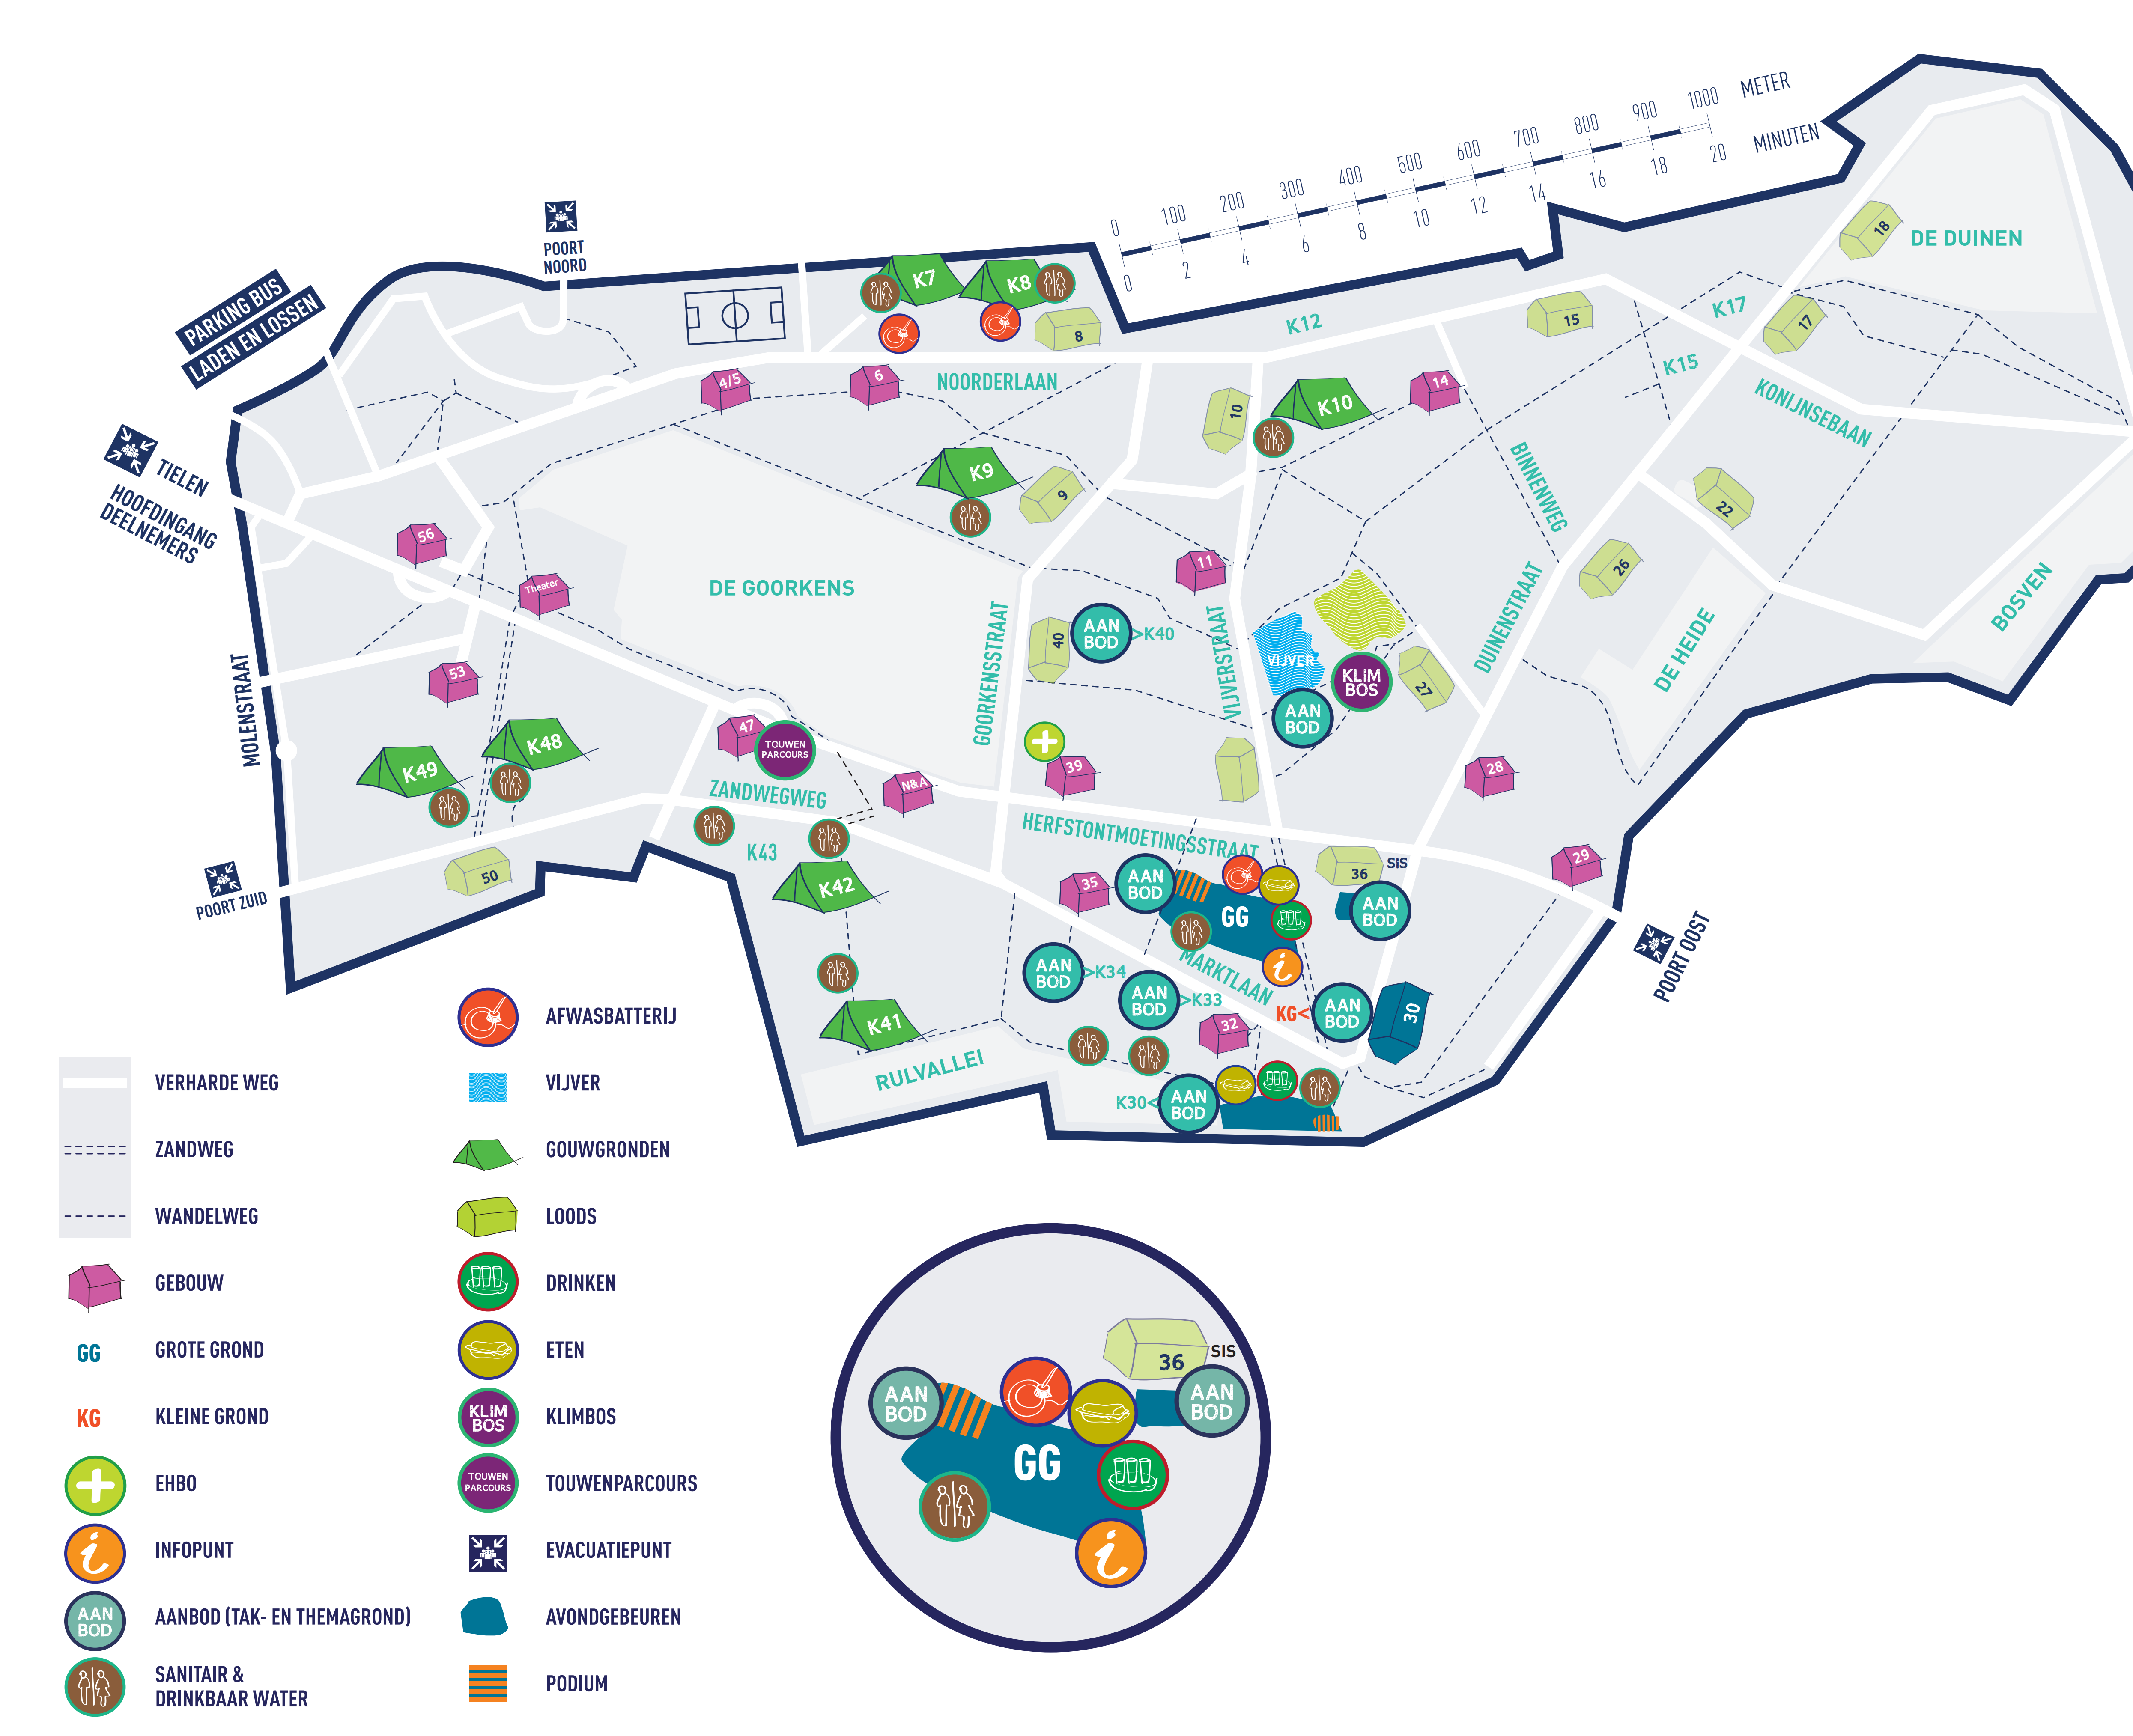 0
100
200
300
400
500
600
700
800
900
1000
METER
0
2
4
6
8
10
12
14
16
18
20
MINUTEN
POORT
NOORD
PARKING BUS
LADEN EN LOSSEN
TIELEN
HOOFDINGANG
DEELNEMERS
MOLENSTRAAT
POORT ZUID
POORT OOST
K7
K8
8
K12
15
K17
17
18
DE DUINEN
K15
KONIJNSEBAAN
4/5
6
NOORDERLAAN
10
K10
14
BINNENWEG
K9
9
22
26
56
Theater
DE GOORKENS
11
BOSVEN
DE HEIDE
DUINENSTRAAT
GOORKENSSTRAAT
40
AAN
BOD
>K40
VIJVERSTRAAT
VIJVER
KLIM
BOS
27
AAN
BOD
53
K48
K49
47
TOUWEN
PARCOURS
N&A
39
28
ZANDWEGWEG
K43
K42
50
HERFSTONTMOETINGSSTRAAT
35
AAN
BOD
GG
36
SIS
AAN
BOD
29
MARKTLAAN
AAN
BOD
>K34
AAN
BOD
>K33
KG<
AAN
BOD
30
32
K41
RULVALLEI
K30<
AAN
BOD
VERHARDE WEG
ZANDWEG
WANDELWEG
GEBOUW
GG
GROTE GROND
KG
KLEINE GROND
EHBO
INFOPUNT
AAN
BOD
AANBOD (TAK- EN THEMAGROND)
SANITAIR &
DRINKBAAR WATER
AFWASBATTERIJ
VIJVER
GOUWGRONDEN
LOODS
DRINKEN
ETEN
KLIM
BOS
KLIMBOS
TOUWEN
PARCOURS
TOUWENPARCOURS
EVACUATIEPUNT
AVONDGEBEUREN
PODIUM
36
SIS
AAN
BOD
AAN
BOD
GG